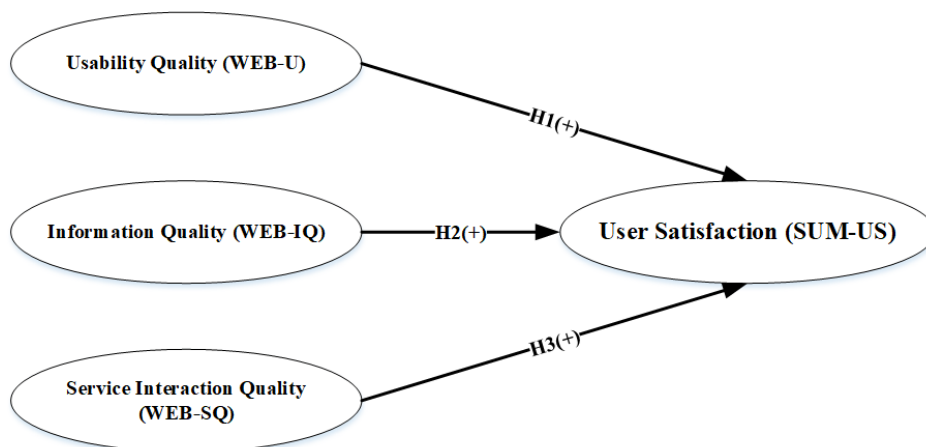 Usability Quality (WEB-U)
H1(+)
Information Quality (WEB-IQ)
H2(+)
User Satisfaction (SUM-US)
H3(+)
Service Interaction Quality
(WEB-SQ)